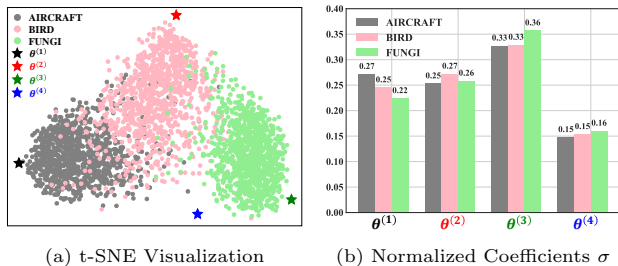 AIRCRAFT
BIRD
FUNGI
θ(1)
θ(2)
θ(3)
θ(4)
(a) t-SNE Visualization
0.40
0.35
0.30
0.25
0.20
0.15
0.10
0.05
0.00
AIRCRAFT
BIRD
FUNGI
0.27 0.25 0.22
0.25 0.27 0.26
0.33 0.33 0.36
0.15 0.15 0.16
θ(1) θ(2) θ(3) θ(4)
(b) Normalized Coefficients σ